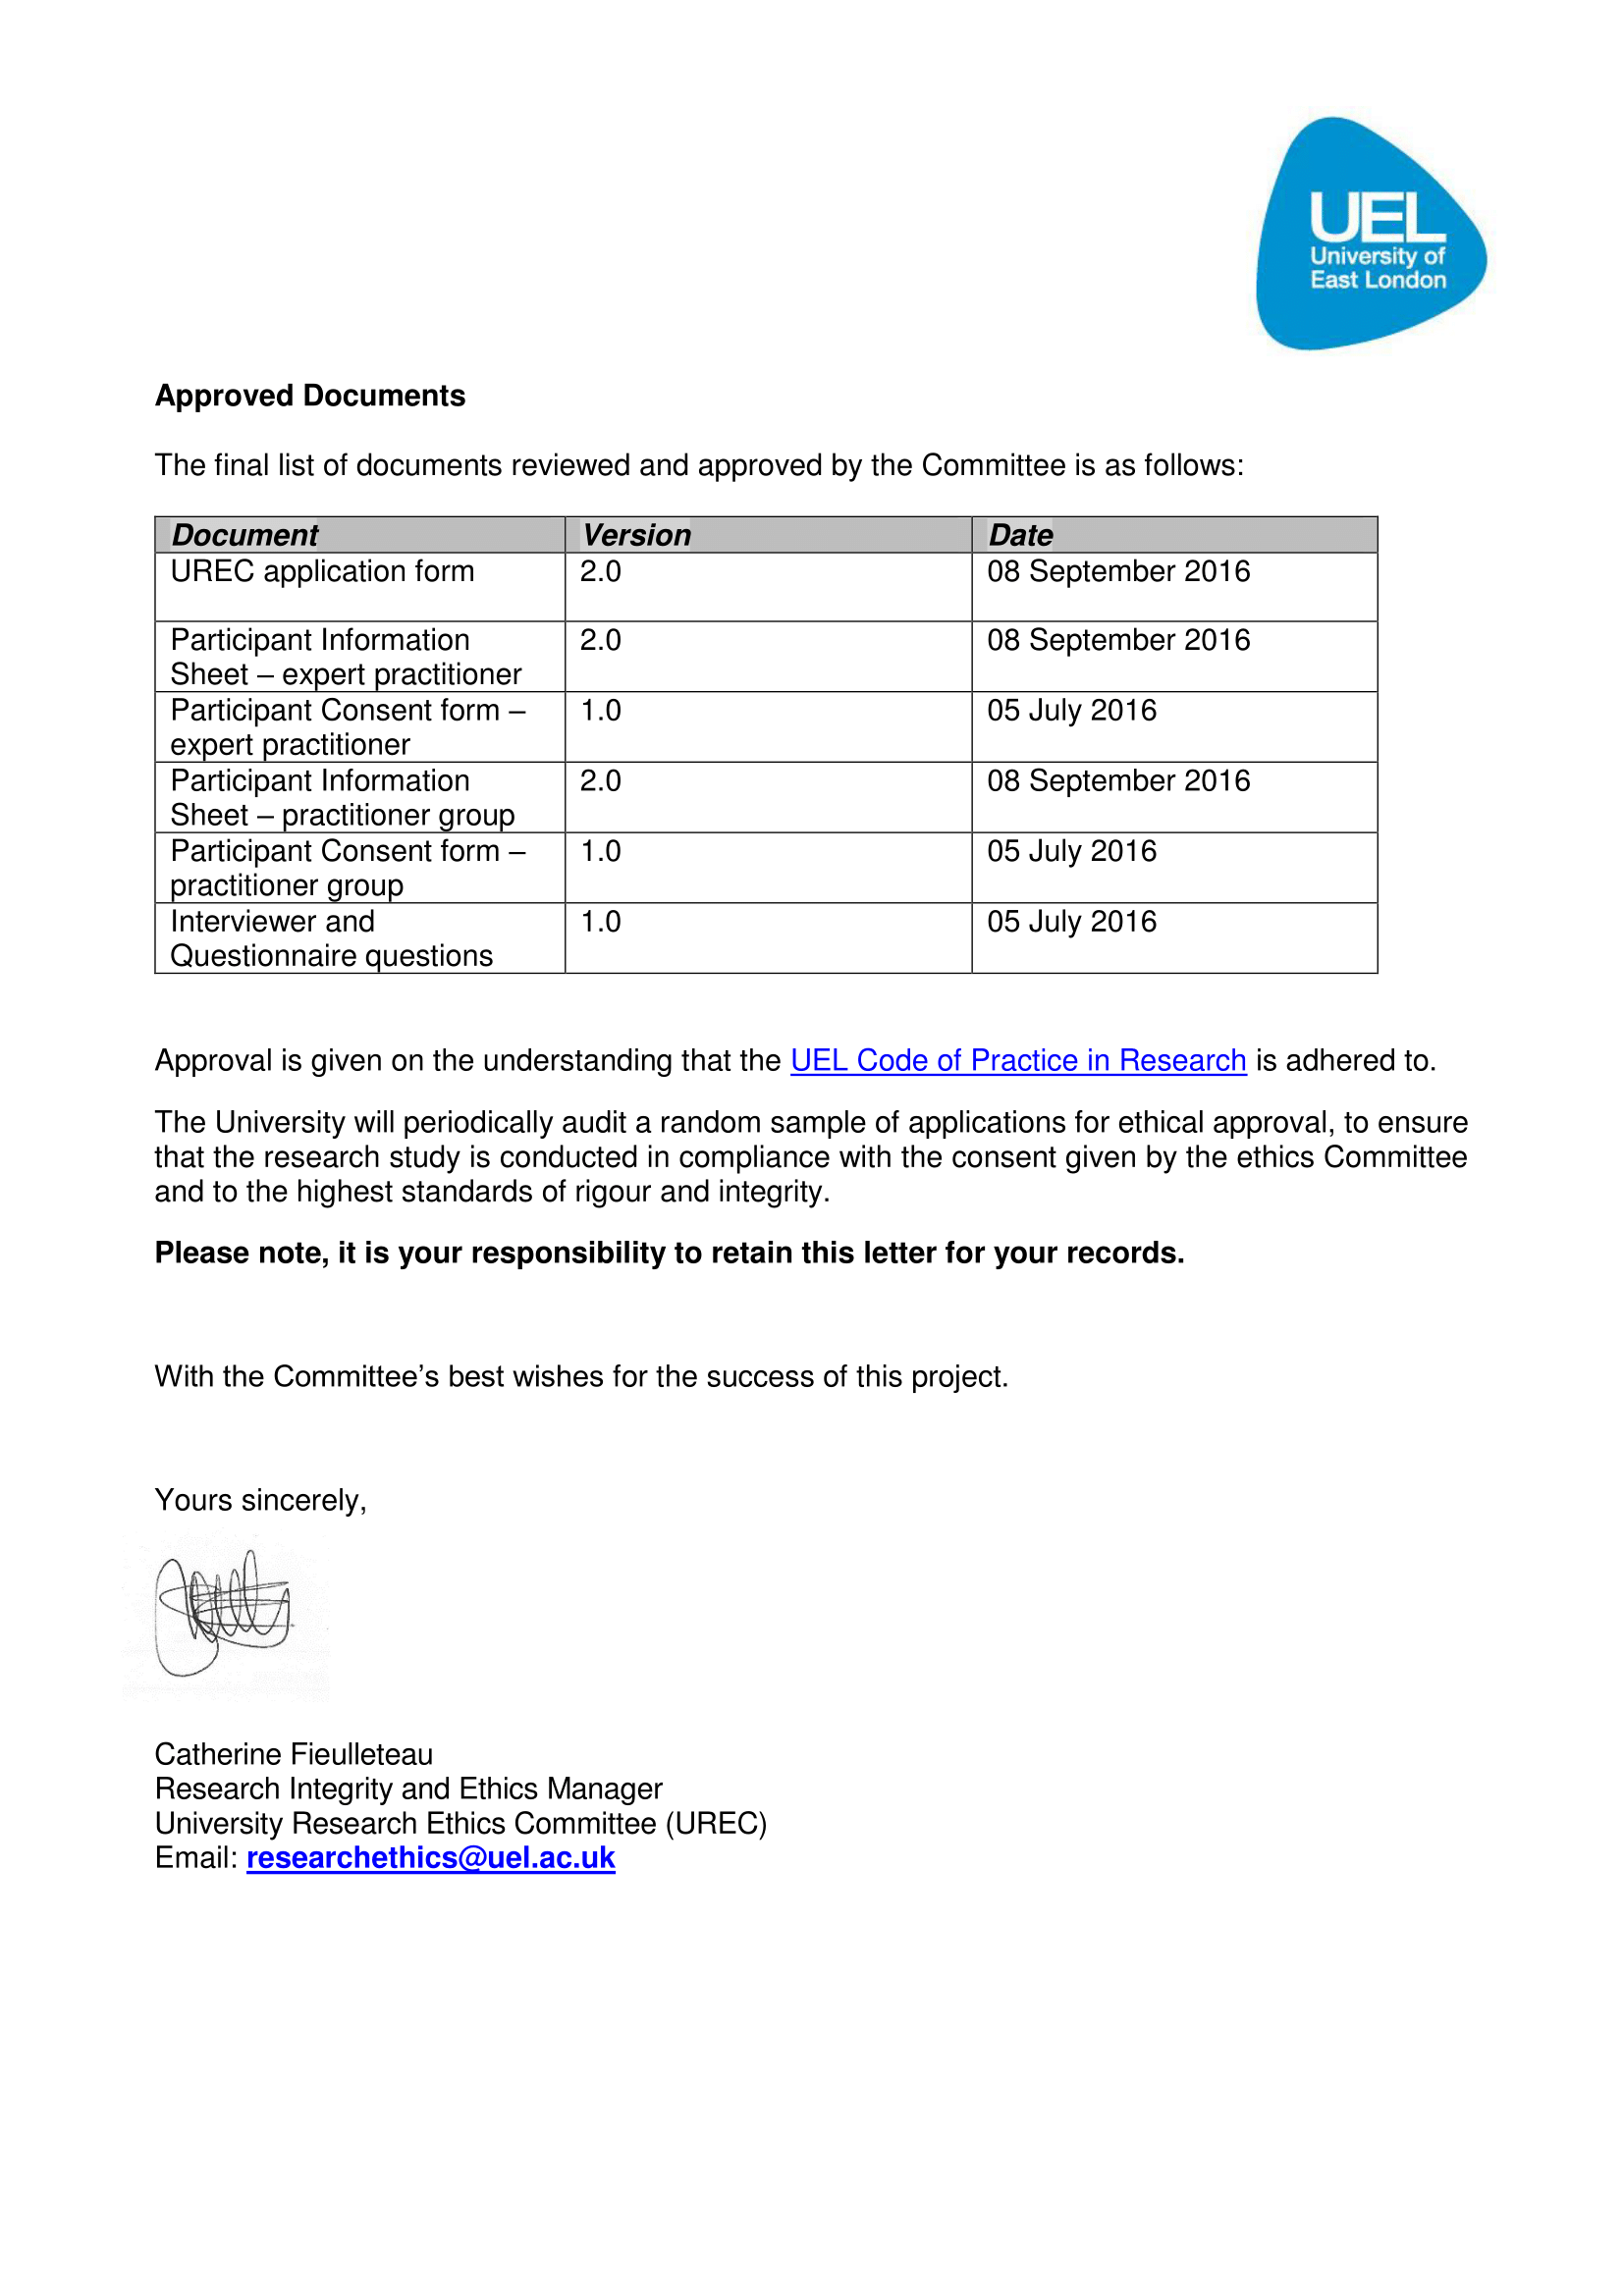 UEL
University of
East London
Approved Documents
The final list of documents reviewed and approved by the Committee is as follows:
Document Version Date
UREC application form 2.0 08 September 2016
Participant Information 2.0 08 September 2016
Sheet – expert practitioner
Participant Consent form – 1.0 05 July 2016
expert practitioner
Participant Information 2.0 08 September 2016
Sheet – practitioner group
Participant Consent form – 1.0 05 July 2016
practitioner group
Interviewer and 1.0 05 July 2016
Questionnaire questions
Approval is given on the understanding that the UEL Code of Practice in Research is adhered to.
The University will periodically audit a random sample of applications for ethical approval, to ensure
that the research study is conducted in compliance with the consent given by the ethics Committee
and to the highest standards of rigour and integrity.
Please note, it is your responsibility to retain this letter for your records.
With the Committee’s best wishes for the success of this project.
Yours sincerely,
Catherine Fieulleteau
Research Integrity and Ethics Manager
University Research Ethics Committee (UREC)
Email: researchethics@uel.ac.uk